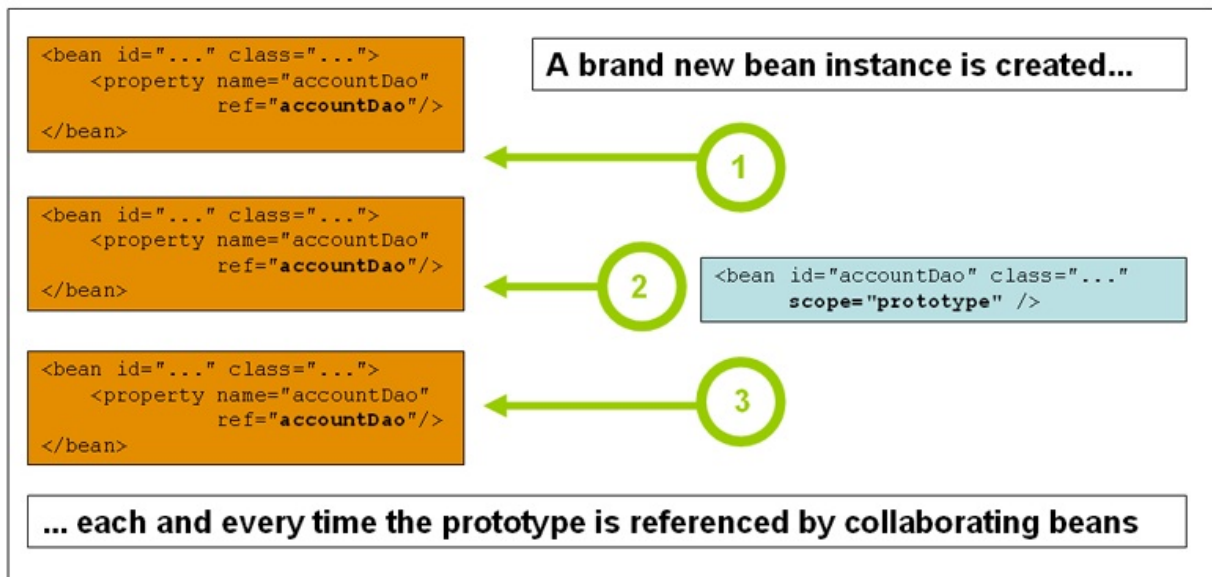 <bean id="..." class="...">
    <property name="accountDao"
              ref="accountDao"/>
</bean>
A brand new bean instance is created...
1
<bean id="..." class="...">
    <property name="accountDao"
              ref="accountDao"/>
</bean>
2
<bean id="accountDao" class="..."
      scope="prototype" />
<bean id="..." class="...">
    <property name="accountDao"
              ref="accountDao"/>
</bean>
3
... each and every time the prototype is referenced by collaborating beans